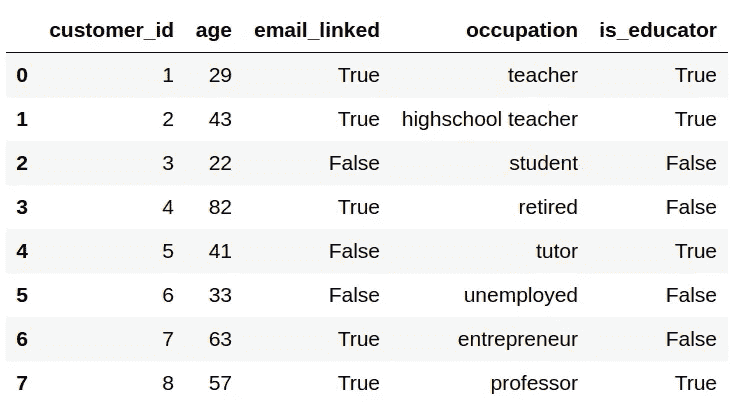 customer_id age email_linked occupation is_educator
0 1 29 True teacher True
1 2 43 True highschool teacher True
2 3 22 False student False
3 4 82 True retired False
4 5 41 False tutor True
5 6 33 False unemployed False
6 7 63 True entrepreneur False
7 8 57 True professor True